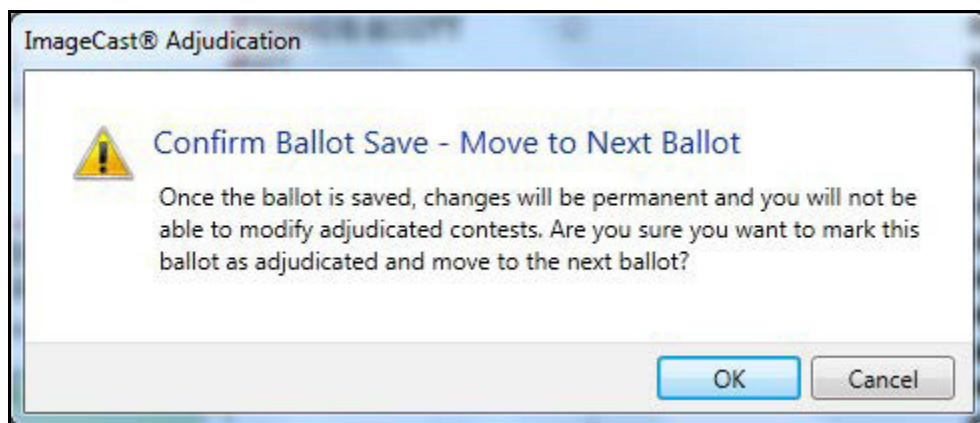 ImageCast® Adjudication
Confirm Ballot Save - Move to Next Ballot
Once the ballot is saved, changes will be permanent and you will not be
able to modify adjudicated contests. Are you sure you want to mark this
ballot as adjudicated and move to the next ballot?
OK Cancel